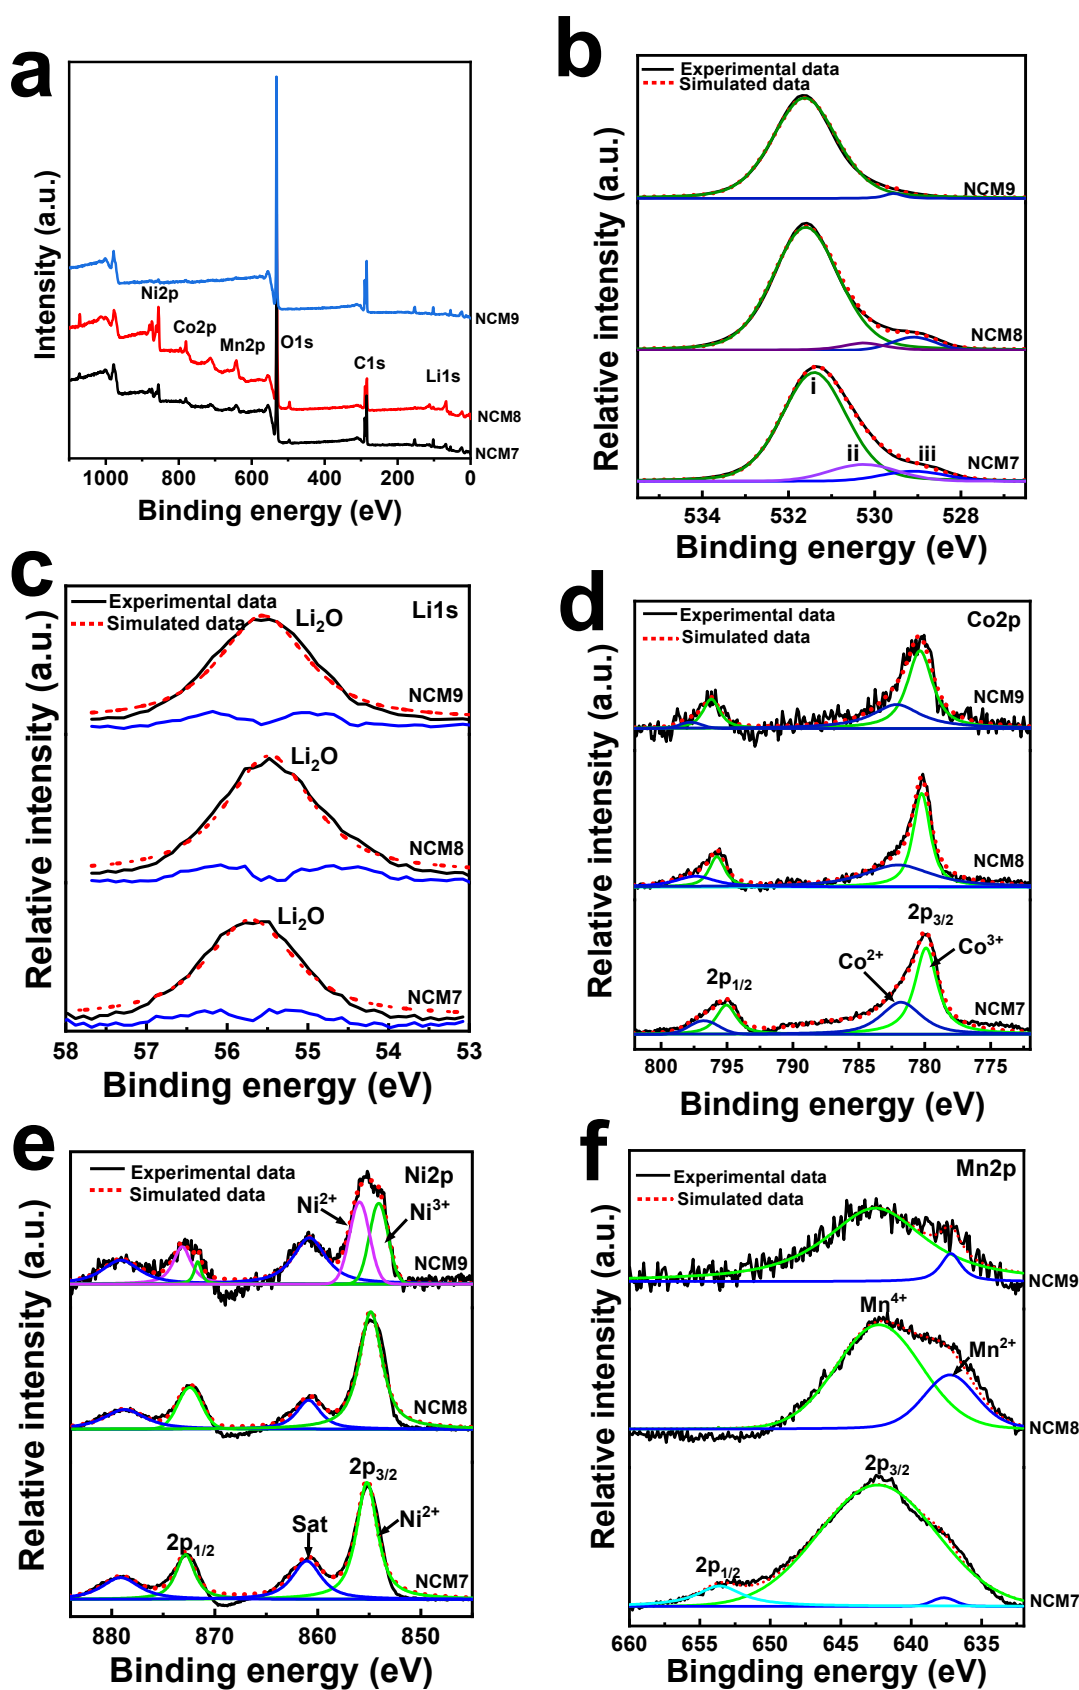 a
Intensity (a.u.)
Ni2p
Co2p
Mn2p
O1s
C1s
Li1s
NCM9
NCM8
NCM7
1000 800 600 400 200 0
Binding energy (eV)
b
Experimental data
Simulated data
Relative intensity (a.u.)
NCM9
NCM8
i
ii
iii
NCM7
534 532 530 528
Binding energy (eV)
c
Experimental data
Simulated data
Li1s
Relative intensity (a.u.)
Li₂O
NCM9
Li₂O
NCM8
Li₂O
NCM7
58 57 56 55 54 53
Binding energy (eV)
d
Experimental data
Simulated data
Co2p
Relative intensity (a.u.)
NCM9
NCM8
2p₃/₂
Co²⁺
Co³⁺
2p₁/₂
NCM7
800 795 790 785 780 775
Binding energy (eV)
e
Experimental data
Simulated data
Ni2p
Relative intensity (a.u.)
Ni²⁺
Ni³⁺
NCM9
NCM8
2p₃/₂
Sat
Ni²⁺
2p₁/₂
NCM7
880 870 860 850
Binding energy (eV)
f
Experimental data
Simulated data
Mn2p
Relative intensity (a.u.)
NCM9
Mn⁴⁺
Mn²⁺
NCM8
2p₃/₂
2p₁/₂
NCM7
660 655 650 645 640 635
Bingding energy (eV)